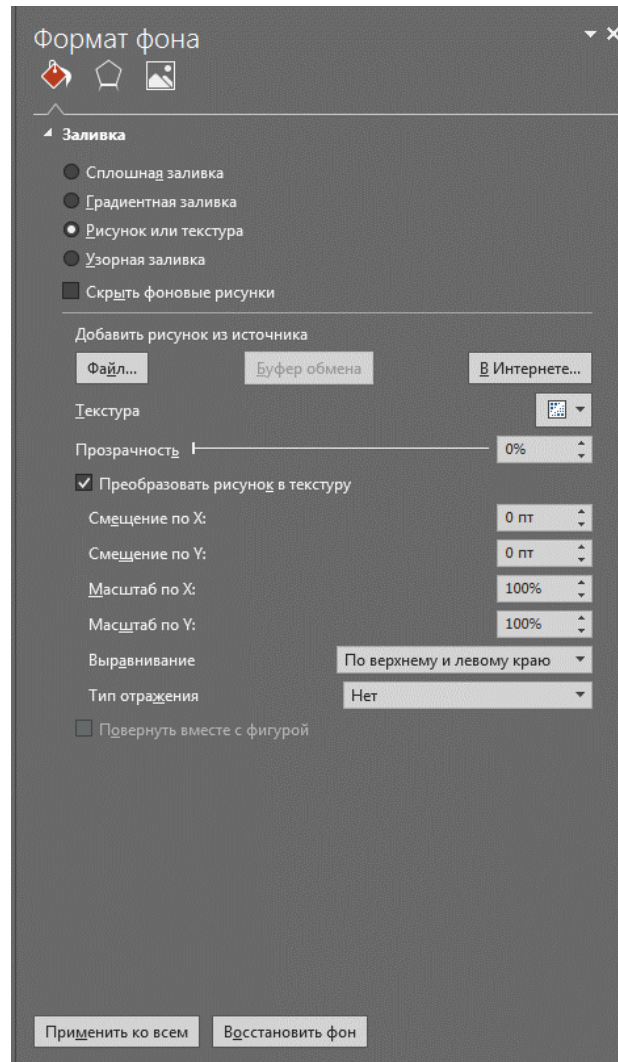 Формат фона
Заливка
Сплошная заливка
Градиентная заливка
Рисунок или текстура
Узорная заливка
Скрыть фоновые рисунки
Добавить рисунок из источника
Файл... Буфер обмена В Интернете...
Текстура
Прозрачность 0%
Преобразовать рисунок в текстуру
Смещение по X: 0 пт
Смещение по Y: 0 пт
Масштаб по X: 100%
Масштаб по Y: 100%
Выравнивание По верхнему и левому краю
Тип отражения Нет
Повернуть вместе с фигурой
Применить ко всем Восстановить фон